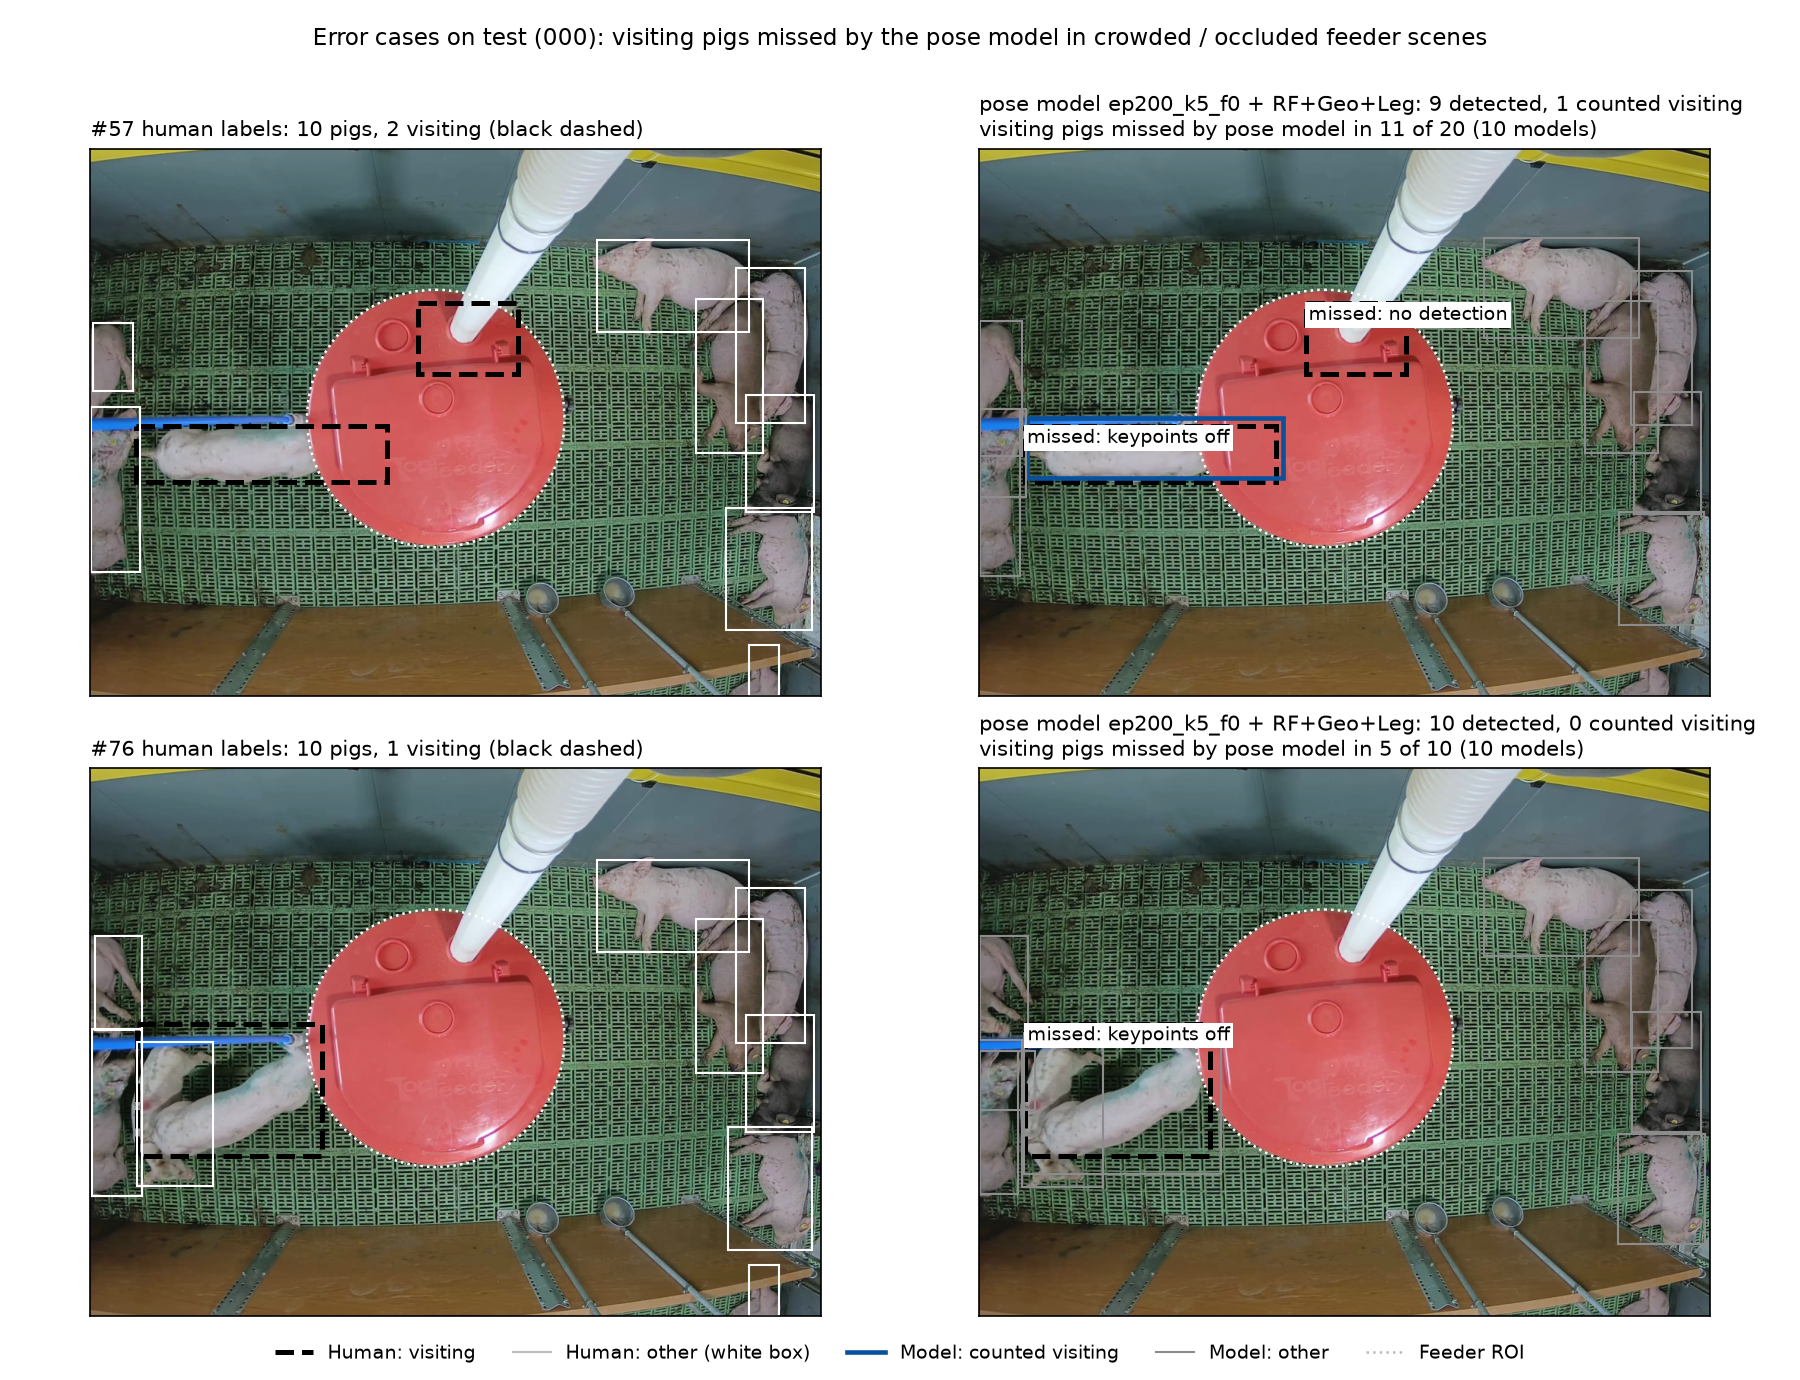 Error cases on test (000): visiting pigs missed by the pose model in crowded / occluded feeder scenes
#57 human labels: 10 pigs, 2 visiting (black dashed)
pose model ep200_k5_f0 + RF+Geo+Leg: 9 detected, 1 counted visiting
visiting pigs missed by pose model in 11 of 20 (10 models)
missed: no detection
missed: keypoints off
TopFeeder
#76 human labels: 10 pigs, 1 visiting (black dashed)
pose model ep200_k5_f0 + RF+Geo+Leg: 10 detected, 0 counted visiting
visiting pigs missed by pose model in 5 of 10 (10 models)
missed: keypoints off
TopFeeder
TopFeeder
Human: visiting
Human: other (white box)
Model: counted visiting
Model: other
Feeder ROI